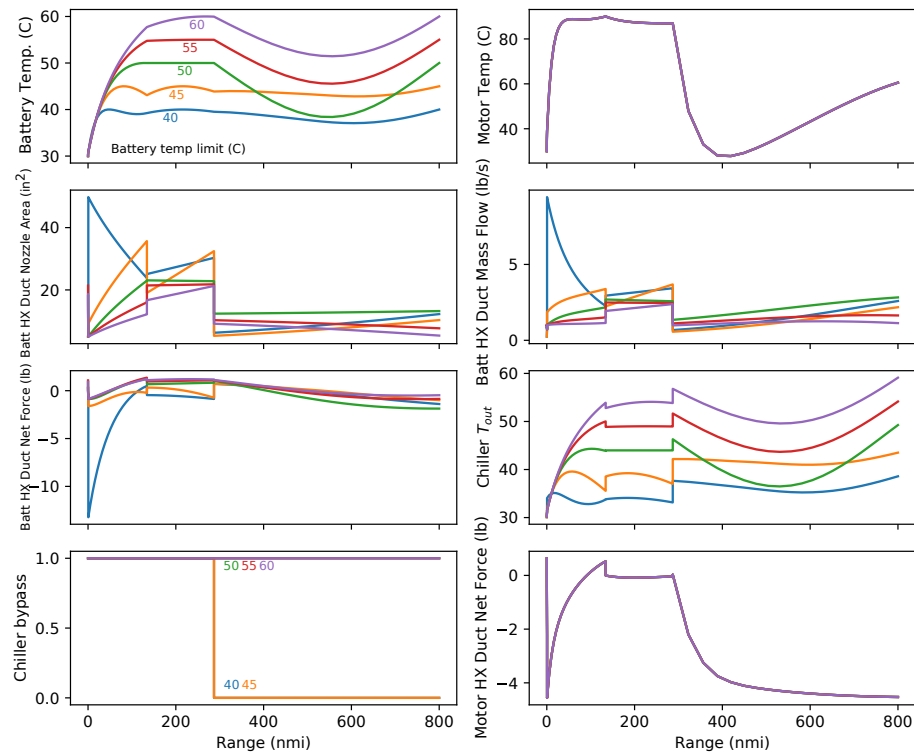 Battery Temp. (C)
60
50
40
30
60
55
50
45
40
Battery temp limit (C)
Motor Temp (C)
80
60
40
Batt HX Duct Nozzle Area (in²)
40
20
Batt HX Duct Mass Flow (lb/s)
5
0
Batt HX Duct Net Force (lb)
0
−5
−10
Chiller T_out
50
40
30
Chiller bypass
1.0
0.5
0.0
50 55 60
40 45
0 200 400 600 800
Range (nmi)
Motor HX Duct Net Force (lb)
0
−2
−4
0 200 400 600 800
Range (nmi)